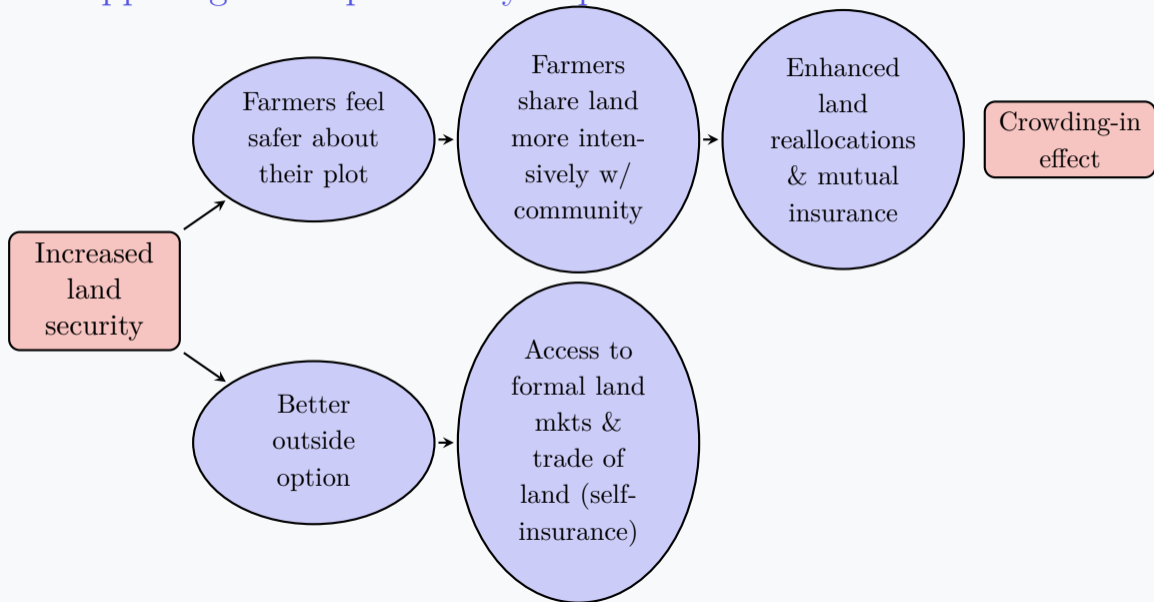 Farmers feel
safer about
their plot
Farmers
share land
more inten-
sively w/
community
Enhanced
land
reallocations
& mutual
insurance
Crowding-in
effect
Increased
land
security
Better
outside
option
Access to
formal land
mkts &
trade of
land (self-
insurance)